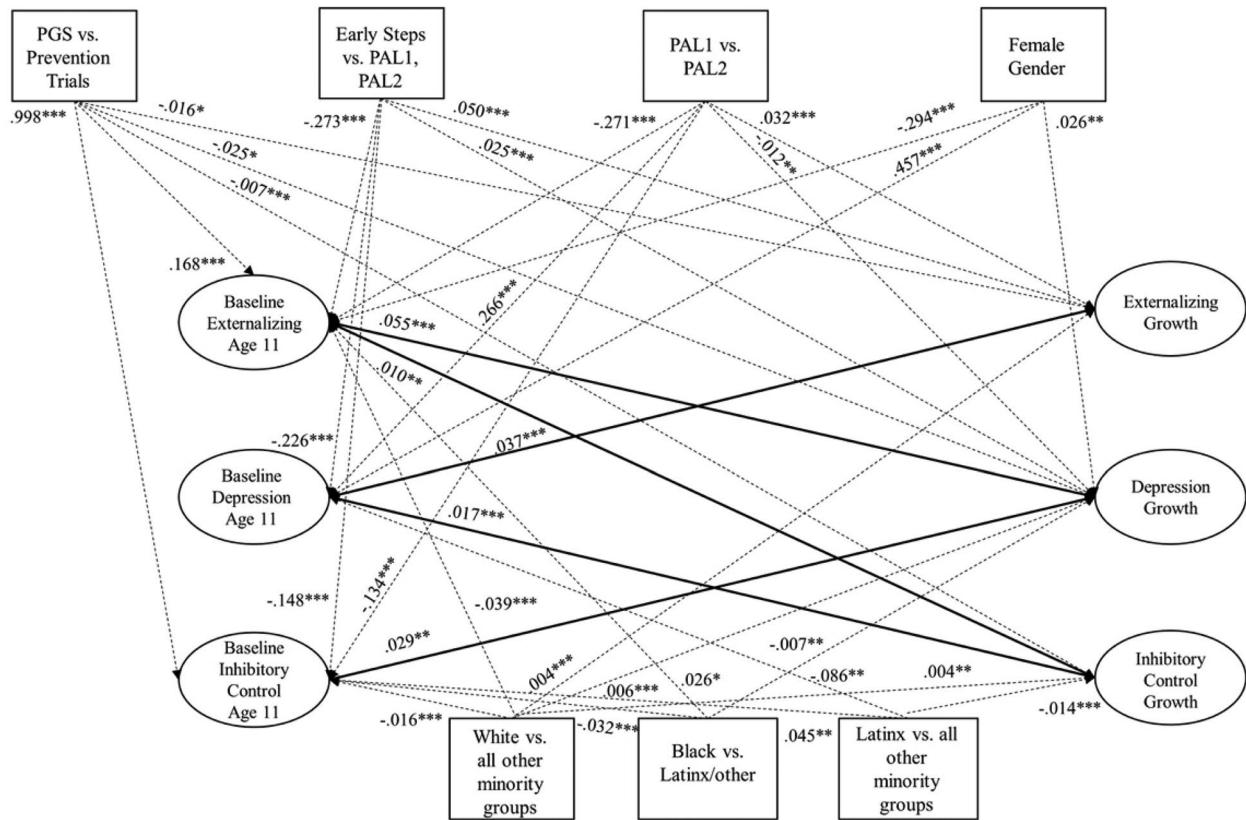 PGS vs.
Prevention
Trials
Early Steps
vs. PAL1,
PAL2
PAL1 vs.
PAL2
Female
Gender
.998***
-.016*
-.025*
-.007***
-.273***
.050***
.025***
-.271***
.032***
-.012**
-.294***
.457***
.026**
.168***
Baseline
Externalizing
Age 11
.266***
.055***
.010**
Externalizing
Growth
-.226***
.037***
Baseline
Depression
Age 11
.017***
Depression
Growth
-.148***
-.134***
-.039***
.029**
-.007**
Baseline
Inhibitory
Control
Age 11
.004***
.006***
.026*
-.086**
.004**
Inhibitory
Control
Growth
-.016***
-.032***
.045**
-.014***
White vs.
all other
minority
groups
Black vs.
Latinx/other
Latinx vs. all
other
minority
groups